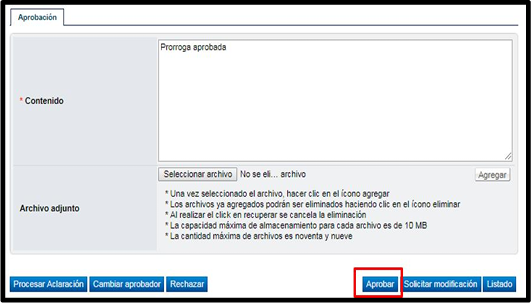 Aprobación
* Contenido
Prorroga aprobada
Archivo adjunto
Seleccionar archivo No se eli... archivo Agregar
* Una vez seleccionado el archivo, hacer clic en el ícono agregar
* Los archivos ya agregados podrán ser eliminados haciendo clic en el ícono eliminar
* Al realizar el click en recuperar se cancela la eliminación
* La capacidad máxima de almacenamiento para cada archivo es de 10 MB
* La cantidad máxima de archivos es noventa y nueve
Procesar Aclaración Cambiar aprobador Rechazar Aprobar Solicitar modificación Listado